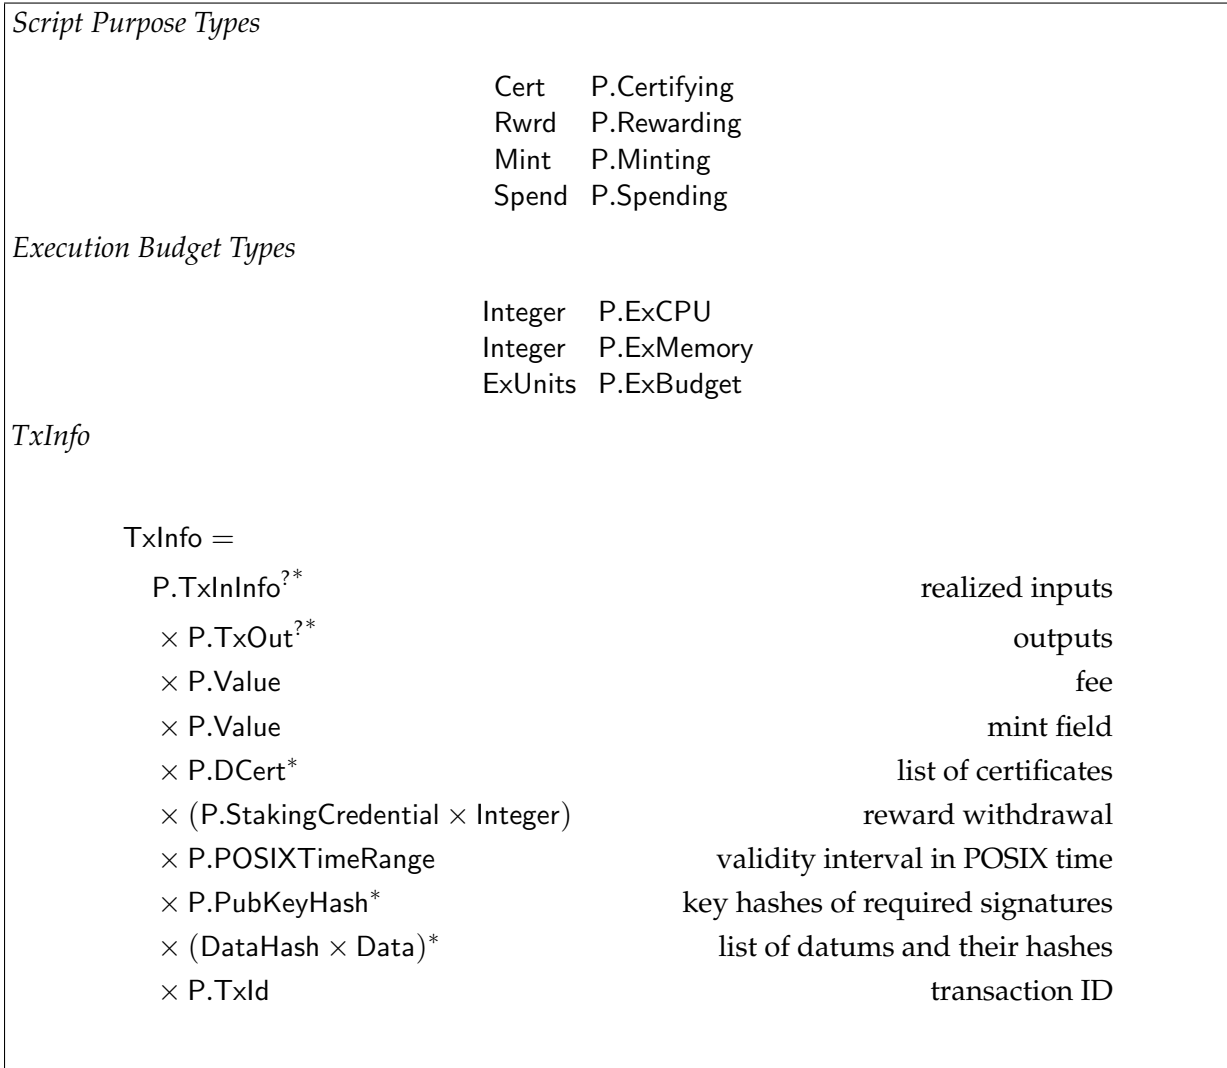 Script Purpose Types
Cert P.Certifying
Rwrd P.Rewarding
Mint P.Minting
Spend P.Spending
Execution Budget Types
Integer P.ExCPU
Integer P.ExMemory
ExUnits P.ExBudget
TxInfo
TxInfo =
P.TxInInfo?* realized inputs
× P.TxOut?* outputs
× P.Value fee
× P.Value mint field
× P.DCert* list of certificates
× (P.StakingCredential × Integer) reward withdrawal
× P.POSIXTimeRange validity interval in POSIX time
× P.PubKeyHash* key hashes of required signatures
× (DataHash × Data)* list of datums and their hashes
× P.TxId transaction ID